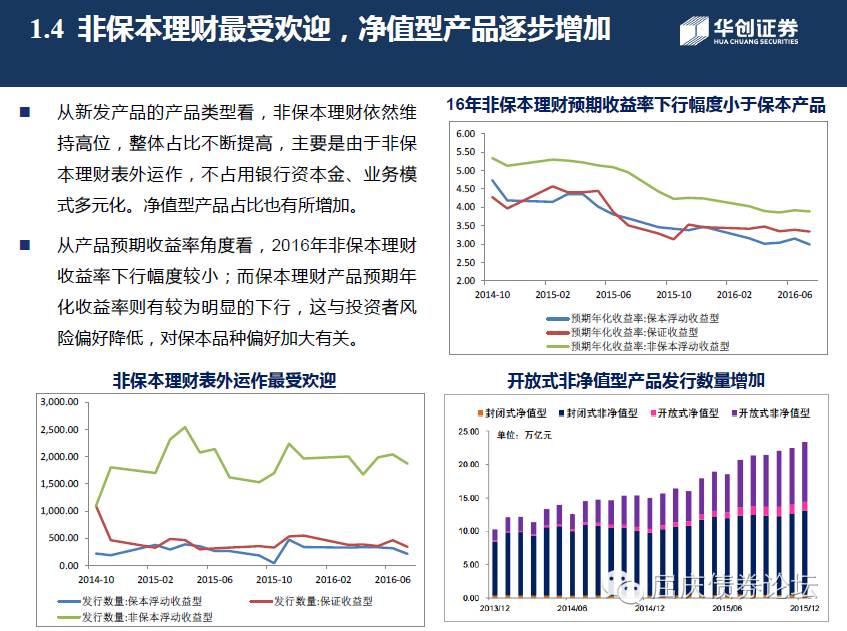 1.4 非保本理财最受欢迎，净值型产品逐步增加
华创证券
HUA CHUANG SECURITIES
从新发产品的产品类型看，非保本理财依然维
持高位，整体占比不断提高，主要是由于非保
本理财表外运作，不占用银行资本金、业务模
式多元化。净值型产品占比也有所增加。
从产品预期收益率角度看，2016年非保本理财
收益率下行幅度较小；而保本理财产品预期年
化收益率则有较为明显的下行，这与投资者风
险偏好降低，对保本品种偏好加大有关。
16年非保本理财预期收益率下行幅度小于保本产品
6.00
5.50
5.00
4.50
4.00
3.50
3.00
2.50
2.00
2014-10 2015-02 2015-06 2015-10 2016-02 2016-06
预期年化收益率:保本浮动收益型
预期年化收益率:保证收益型
预期年化收益率:非保本浮动收益型
非保本理财表外运作最受欢迎
3,000.00
2,500.00
2,000.00
1,500.00
1,000.00
500.00
0.00
2014-10 2015-02 2015-06 2015-10 2016-02 2016-06
发行数量:保本浮动收益型 发行数量:保证收益型
发行数量:非保本浮动收益型
开放式非净值型产品发行数量增加
封闭式净值型 封闭式非净值型 开放式净值型 开放式非净值型
单位：万亿元
25.00
20.00
15.00
10.00
5.00
0.00
2013/12 2014/06 2014/12 2015/06 2015/12
屈庆债券论坛